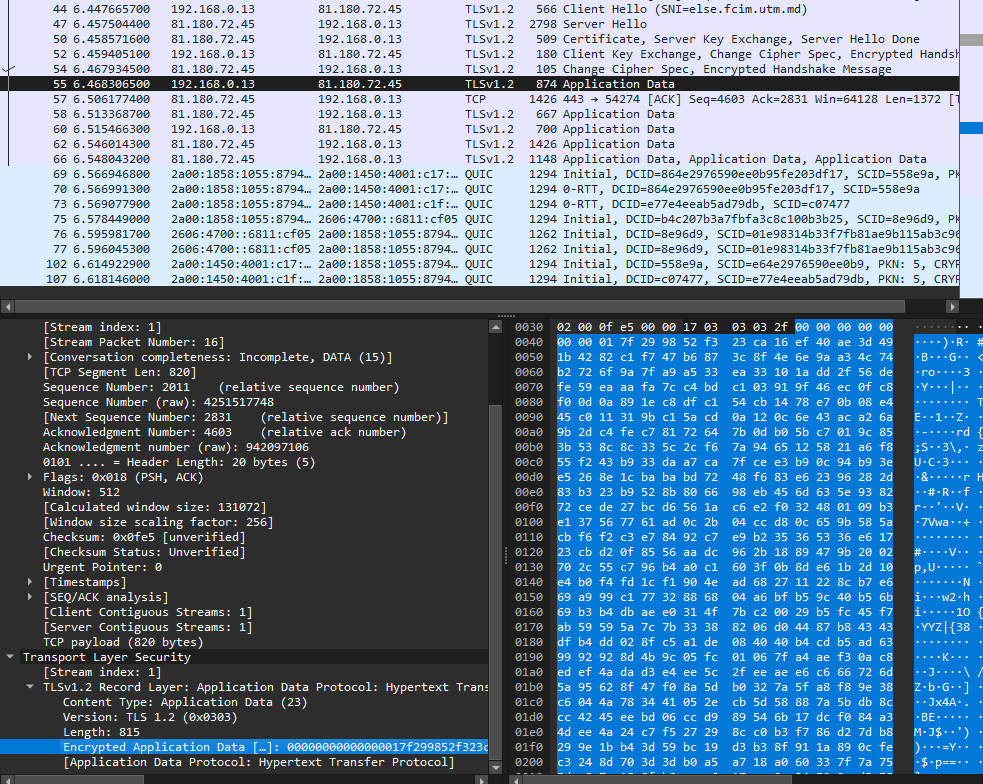 44 6.447665700 192.168.0.13 81.180.72.45 TLSv1.2 566 Client Hello (SNI=else.fcim.utm.md)
47 6.457504400 81.180.72.45 192.168.0.13 TLSv1.2 2798 Server Hello
50 6.458571600 81.180.72.45 192.168.0.13 TLSv1.2 509 Certificate, Server Key Exchange, Server Hello Done
52 6.459405100 192.168.0.13 81.180.72.45 TLSv1.2 180 Client Key Exchange, Change Cipher Spec, Encrypted Handsh
54 6.467934500 81.180.72.45 192.168.0.13 TLSv1.2 105 Change Cipher Spec, Encrypted Handshake Message
55 6.468306500 192.168.0.13 81.180.72.45 TLSv1.2 874 Application Data
57 6.506177400 81.180.72.45 192.168.0.13 TCP 1426 443 → 54274 [ACK] Seq=4603 Ack=2831 Win=64128 Len=1372 [T
58 6.513368700 81.180.72.45 192.168.0.13 TLSv1.2 667 Application Data
60 6.515466300 192.168.0.13 81.180.72.45 TLSv1.2 700 Application Data
62 6.546014300 81.180.72.45 192.168.0.13 TLSv1.2 1426 Application Data
66 6.548043200 81.180.72.45 192.168.0.13 TLSv1.2 1148 Application Data, Application Data, Application Data
69 6.566946800 2a00:1858:1055:8794… 2a00:1450:4001:c17:… QUIC 1294 Initial, DCID=864e2976590ee0b95fe203df17, SCID=558e9a, PK
70 6.566991300 2a00:1858:1055:8794… 2a00:1450:4001:c17:… QUIC 1294 0-RTT, DCID=864e2976590ee0b95fe203df17, SCID=558e9a
73 6.569077900 2a00:1858:1055:8794… 2a00:1450:4001:c1f:… QUIC 1294 0-RTT, DCID=e77e4eeab5ad79db, SCID=c07477
75 6.578449000 2a00:1858:1055:8794… 2606:4700::6811:cf05 QUIC 1294 Initial, DCID=b4c207b3a7fbfa3c8c100b3b25, SCID=8e96d9, PK
76 6.595981700 2606:4700::6811:cf05 2a00:1858:1055:8794… QUIC 1262 Initial, DCID=8e96d9, SCID=01e98314b33f7fb81ae9b115ab3c96
77 6.596045300 2606:4700::6811:cf05 2a00:1858:1055:8794… QUIC 1262 Initial, DCID=8e96d9, SCID=01e98314b33f7fb81ae9b115ab3c96
102 6.614922900 2a00:1450:4001:c17:… 2a00:1858:1055:8794… QUIC 1294 Initial, DCID=558e9a, SCID=e64e2976590ee0b9, PKN: 5, CRYP
107 6.618146000 2a00:1450:4001:c1f:… 2a00:1858:1055:8794… QUIC 1294 Initial, DCID=c07477, SCID=e77e4eeab5ad79db, PKN: 5, CRYP
[Stream index: 1]
[Stream Packet Number: 16]
[Conversation completeness: Incomplete, DATA (15)]
[TCP Segment Len: 820]
Sequence Number: 2011 (relative sequence number)
Sequence Number (raw): 4251517748
[Next Sequence Number: 2831 (relative sequence number)]
Acknowledgment Number: 4603 (relative ack number)
Acknowledgment number (raw): 942097106
0101 .... = Header Length: 20 bytes (5)
Flags: 0x018 (PSH, ACK)
Window: 512
[Calculated window size: 131072]
[Window size scaling factor: 256]
Checksum: 0x0fe5 [unverified]
[Checksum Status: Unverified]
Urgent Pointer: 0
[Timestamps]
[SEQ/ACK analysis]
[Client Contiguous Streams: 1]
[Server Contiguous Streams: 1]
TCP payload (820 bytes)
Transport Layer Security
[Stream index: 1]
TLSv1.2 Record Layer: Application Data Protocol: Hypertext Trans
Content Type: Application Data (23)
Version: TLS 1.2 (0x0303)
Length: 815
Encrypted Application Data […]: 00000000000000017f299852f323c
[Application Data Protocol: Hypertext Transfer Protocol]
0030 02 00 0f e5 00 00 17 03 03 03 2f 00 00 00 00 00
0040 00 00 01 7f 29 98 52 f3 23 ca 16 ef 40 ae 3d 49
0050 1b 42 82 c1 f7 47 b6 87 3c 8f 4e 6e 9a a3 4c 74
0060 b2 72 6f 9a 7f a9 a5 33 ea 33 10 1a dd 2f 56 de
0070 fe 59 ea aa fa 7c c4 bd c1 03 91 9f 46 ec 0f c8
0080 f0 0d 0a 89 1e c8 df c1 54 cb 14 78 e7 0b 08 e4
0090 45 c0 11 31 9b c1 5a cd 0a 12 0c 6e 43 ac a2 6a
00a0 9b 2d c4 fe c7 81 72 64 7b 0d b0 5b c7 01 9c 85
00b0 3b 53 8c 8c 33 5c 2c f6 7a 94 65 12 58 21 a6 f8
00c0 55 f2 43 b9 33 da a7 ca 7f ce e3 b9 0c 94 b9 3e
00d0 e5 26 8e 1c ba ba bd 72 48 f6 83 e6 23 96 28 2d
00e0 83 b3 23 b9 52 8b 80 66 98 eb 45 6d 63 5e 93 82
00f0 72 ce de 27 bc d6 56 1a c6 e2 f0 32 48 01 09 b3
0100 e1 37 56 77 61 ad 0c 2b 04 cc d8 0c 65 9b 58 5a
0110 cb f6 f2 c3 e7 84 92 c7 e9 b2 35 36 53 36 e6 17
0120 23 cb d2 0f 85 56 aa dc 96 2b 18 89 47 9b 20 02
0130 70 2c 55 c7 96 b4 a0 c1 60 3f 0b 8d e6 1b 2d 10
0140 e4 b0 f4 fd 1c f1 90 4e ad 68 27 11 22 8c b7 e6
0150 69 a9 99 c1 77 32 88 68 04 a6 bf b5 9c 40 b5 6b
0160 69 b3 b4 db ae e0 31 4f 7b c2 00 29 b5 fc 45 f7
0170 ab 59 59 5a 7c 7b 33 38 82 06 d0 44 87 b8 43 43
0180 df b4 dd 02 8f c5 a1 de 08 40 40 b4 cd b5 ad 63
0190 99 92 92 8d 4b 9c 05 fc 01 06 7f a4 ae f3 0a c8
01a0 ed ef 4a da d3 e4 ee 5c 2f ee ae e6 c6 66 72 6d
01b0 5a 95 62 8f 47 f0 8a 5d b0 32 7a 5f a8 f8 9e 38
01c0 c6 04 4a 78 34 41 05 2e cb 5d 58 88 7a 5b db 8c
01d0 cc 42 45 ee bd 06 cc d9 89 54 6b 17 dc f0 84 a3
01e0 4d ee 4a 24 c7 f5 27 29 8c c0 b3 f7 86 d2 7d b8
01f0 29 9e 1b b4 3d 59 bc 19 d3 b3 8f 91 1a 89 0c fe
0200 c3 24 8d 70 3d 3d b0 a5 a7 18 a0 60 33 7f 7a 75